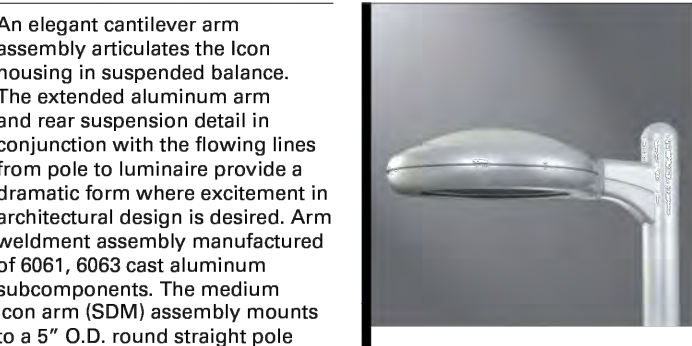 An elegant cantilever arm
assembly articulates the Icon
housing in suspended balance.
The extended aluminum arm
and rear suspension detail in
conjunction with the flowing lines
from pole to luminaire provide a
dramatic form where excitement in
architectural design is desired. Arm
weldment assembly manufactured
of 6061, 6063 cast aluminum
subcomponents. The medium
Icon arm (SDM) assembly mounts
to a 5” O.D. round straight pole